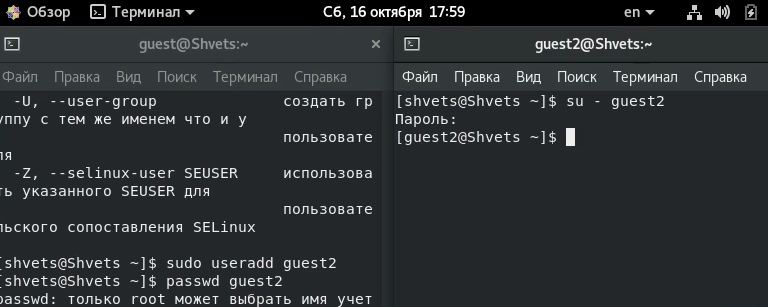 Обзор Терминал Сб, 16 октября 17:59 en
guest@Shvets:~
Файл Правка Вид Поиск Терминал Справка
-U, --user-group создать гр
уппу с тем же именем что и у
пользовате
ля
-Z, --selinux-user SEUSER использова
ть указанного SEUSER для
пользовате
льского сопоставления SELinux
[shvets@Shvets ~]$ sudo useradd guest2
[shvets@Shvets ~]$ passwd guest2
passwd: только root может выбрать имя учет
guest2@Shvets:~
Файл Правка Вид Поиск Терминал Справка
[shvets@Shvets ~]$ su - guest2
Пароль:
[guest2@Shvets ~]$